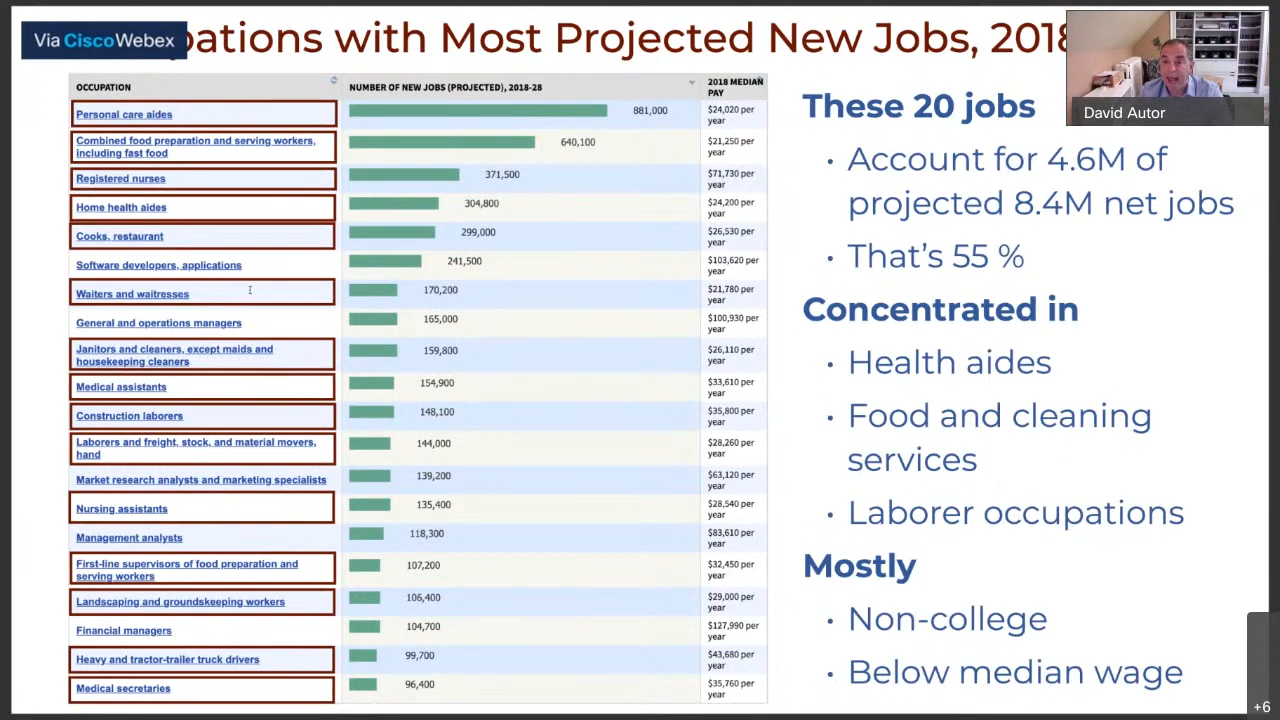 Via Cisco Webex
pations with Most Projected New Jobs, 2018
David Autor
OCCUPATION NUMBER OF NEW JOBS (PROJECTED), 2018-28 2018 MEDIAN
PAY
Personal care aides 881,000 $24,020 per
year
Combined food preparation and serving workers,
including fast food 640,100 $21,250 per
year
Registered nurses 371,500 $71,730 per
year
Home health aides 304,800 $24,200 per
year
Cooks, restaurant 299,000 $26,530 per
year
Software developers, applications 241,500 $103,620 per
year
Waiters and waitresses 170,200 $21,780 per
year
General and operations managers 165,000 $100,930 per
year
Janitors and cleaners, except maids and
housekeeping cleaners 159,800 $26,110 per
year
Medical assistants 154,900 $33,610 per
year
Construction laborers 148,100 $35,800 per
year
Laborers and freight, stock, and material movers,
hand 144,000 $28,260 per
year
Market research analysts and marketing specialists 139,200 $63,120 per
year
Nursing assistants 135,400 $28,540 per
year
Management analysts 118,300 $83,610 per
year
First-line supervisors of food preparation and
serving workers 107,200 $32,450 per
year
Landscaping and groundskeeping workers 106,400 $29,000 per
year
Financial managers 104,700 $127,990 per
year
Heavy and tractor-trailer truck drivers 99,700 $43,680 per
year
Medical secretaries 96,400 $35,760 per
year
These 20 jobs
· Account for 4.6M of
projected 8.4M net jobs
· That's 55 %
Concentrated in
· Health aides
· Food and cleaning
services
· Laborer occupations
Mostly
· Non-college
· Below median wage
+6